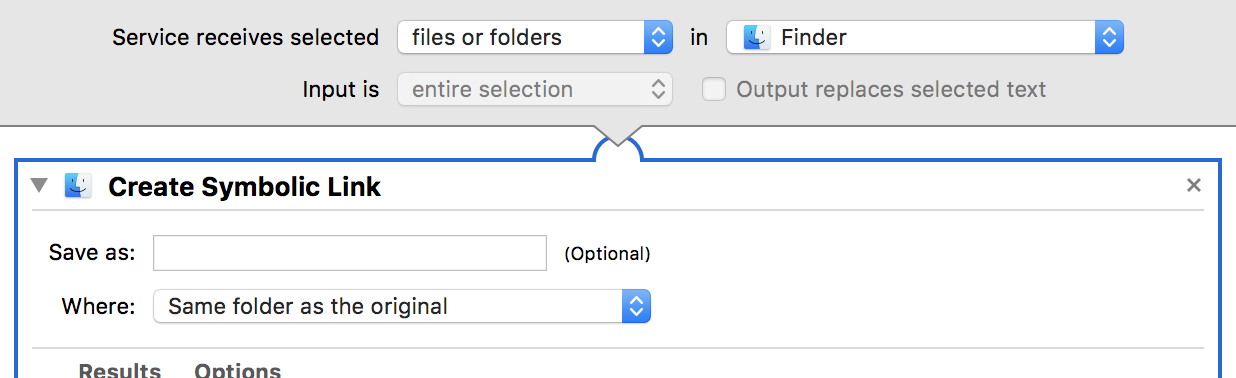 Service receives selected files or folders in Finder
Input is entire selection Output replaces selected text
Create Symbolic Link
Save as: (Optional)
Where: Same folder as the original
Results Options